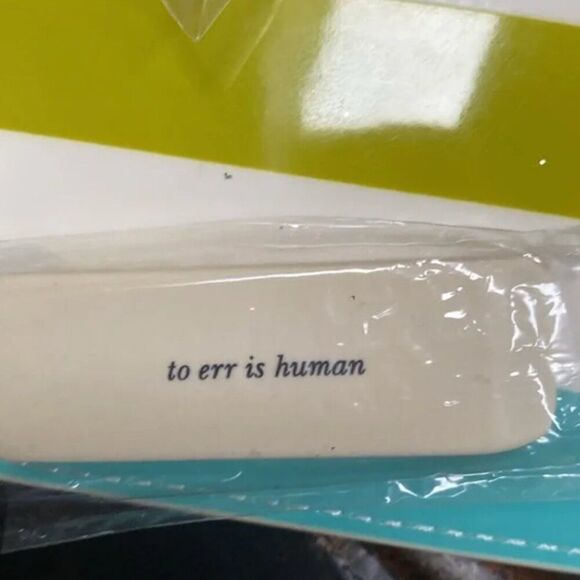 to err is human